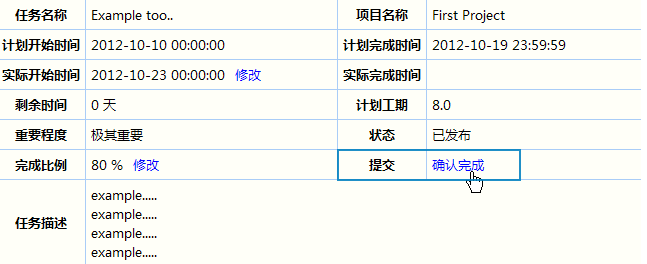 任务名称 Example too.. 项目名称 First Project
计划开始时间 2012-10-10 00:00:00 计划完成时间 2012-10-19 23:59:59
实际开始时间 2012-10-23 00:00:00 修改 实际完成时间
剩余时间 0 天 计划工期 8.0
重要程度 极其重要 状态 已发布
完成比例 80 % 修改 提交 确认完成
任务描述
example.....
example.....
example.....
example.....